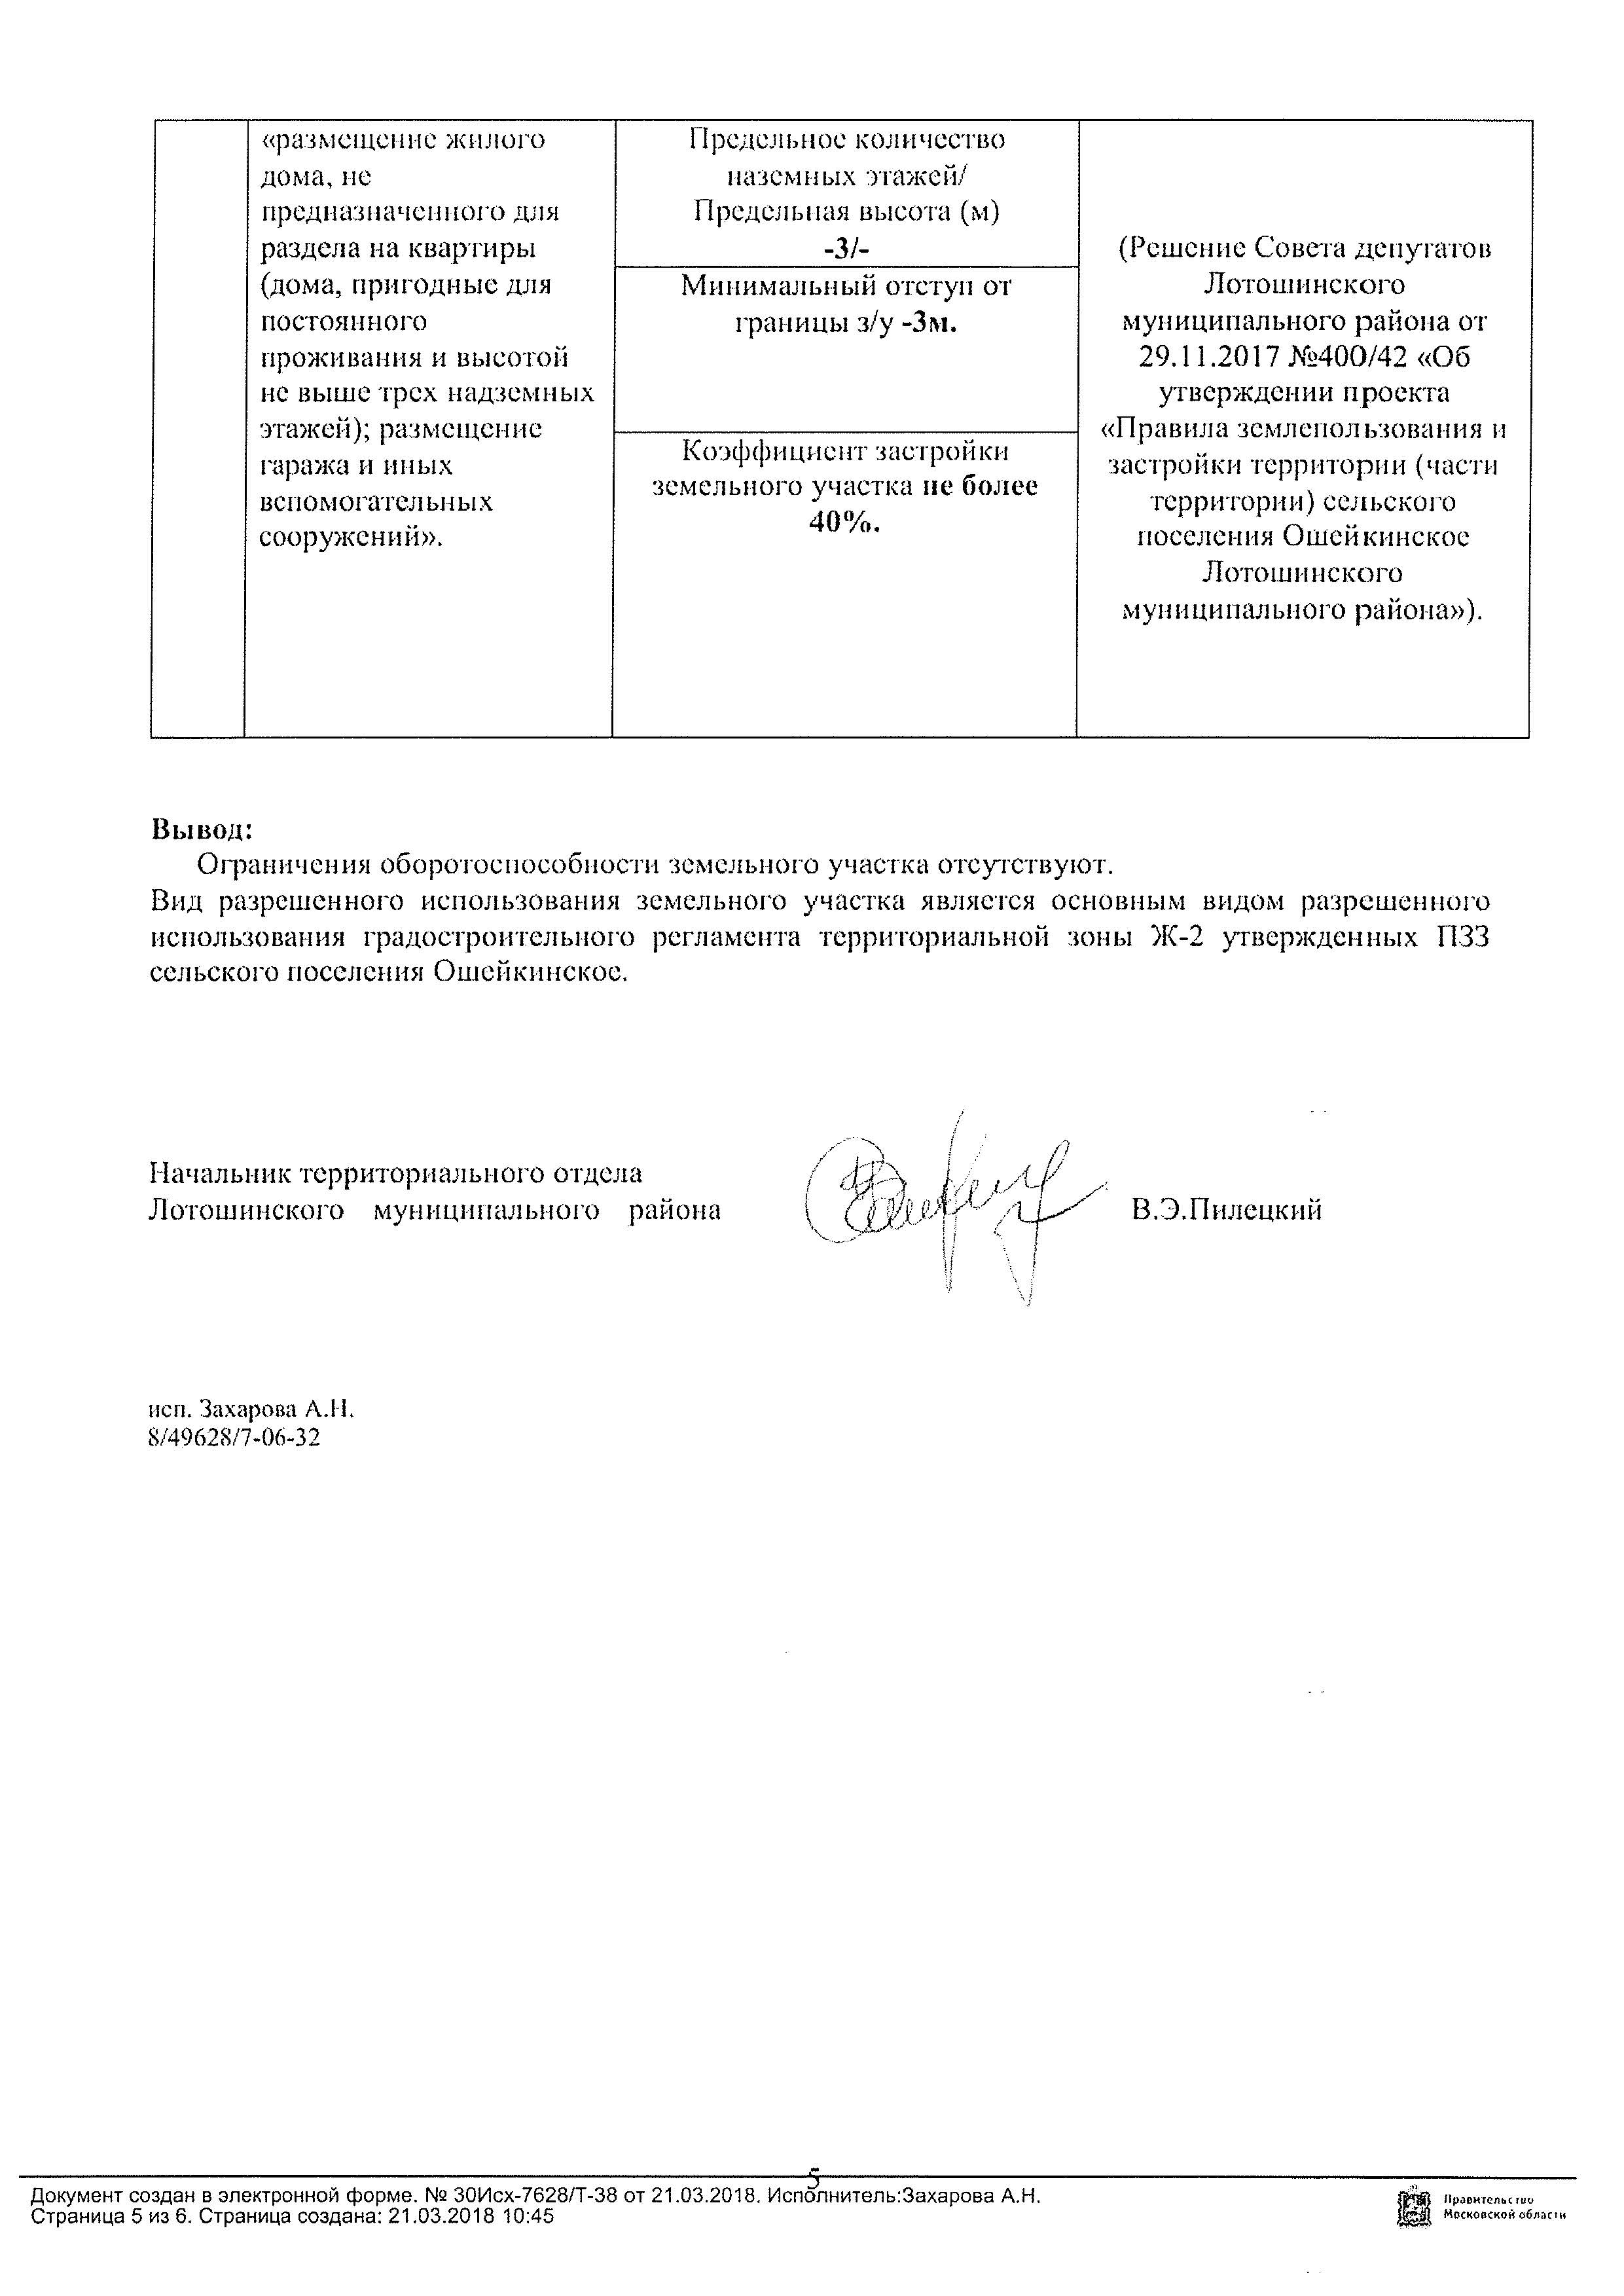 «размещение жилого
дома, не
предназначенного для
раздела на квартиры
(дома, пригодные для
постоянного
проживания и высотой
не выше трех надземных
этажей); размещение
гаража и иных
вспомогательных
сооружений».
Предельное количество
наземных этажей/
Предельная высота (м)
-3/-
Минимальный отступ от
границы з/у -3м.
Коэффициент застройки
земельного участка не более
40%.
(Решение Совета депутатов
Лотошинского
муниципального района от
29.11.2017 №400/42 «Об
утверждении проекта
«Правила землепользования и
застройки территории (части
территории) сельского
поселения Ошейкинское
Лотошинского
муниципального района»).
Вывод:
Ограничения оборотоспособности земельного участка отсутствуют.
Вид разрешенного использования земельного участка является основным видом разрешенного
использования градостроительного регламента территориальной зоны Ж-2 утвержденных ПЗЗ
сельского поселения Ошейкинское.
Начальник территориального отдела
Лотошинского муниципального района В.Э.Пилецкий
исп. Захарова А.Н.
8/49628/7-06-32
5
Документ создан в электронной форме. № 30Исх-7628/Т-38 от 21.03.2018. Исполнитель:Захарова А.Н.
Страница 5 из 6. Страница создана: 21.03.2018 10:45
Правительство
Московской области